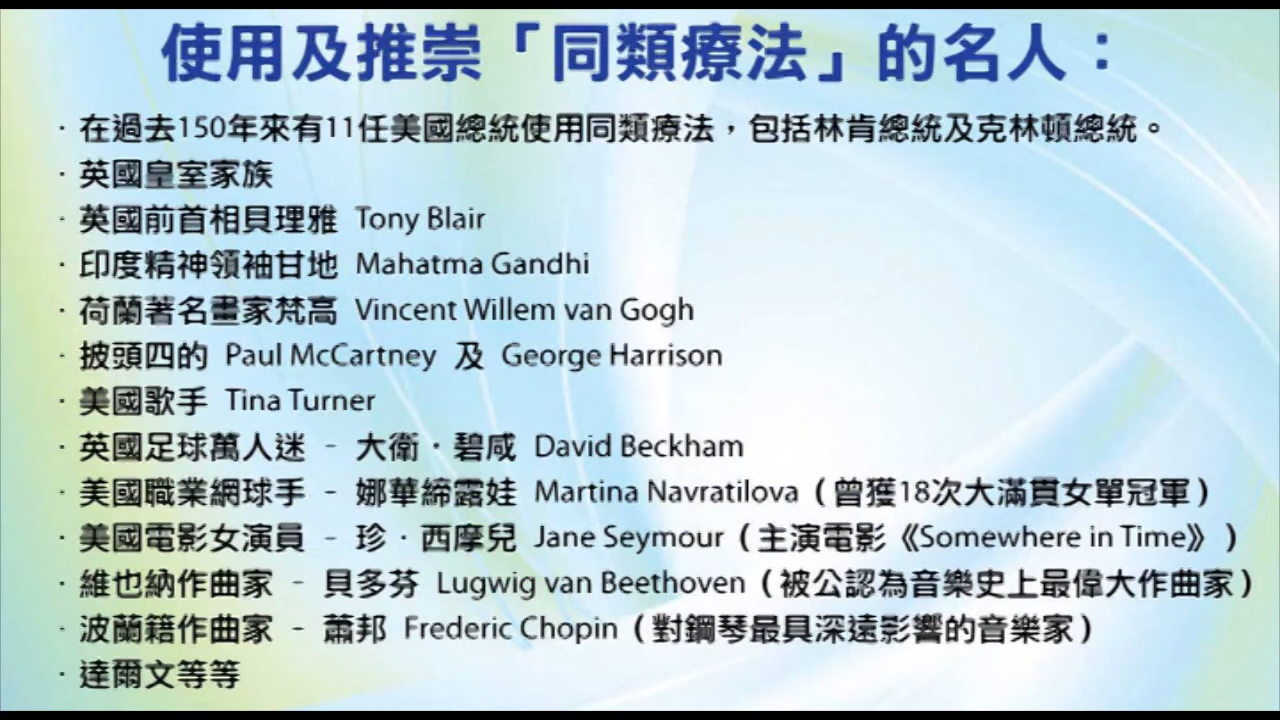 使用及推崇「同類療法」的名人：
· 在過去150年來有11任美國總統使用同類療法，包括林肯總統及克林頓總統。
· 英國皇室家族
· 英國前首相貝理雅 Tony Blair
· 印度精神領袖甘地 Mahatma Gandhi
· 荷蘭著名畫家梵高 Vincent Willem van Gogh
· 披頭四的 Paul McCartney 及 George Harrison
· 美國歌手 Tina Turner
· 英國足球萬人迷 – 大衛·碧咸 David Beckham
· 美國職業網球手 – 娜華締露娃 Martina Navratilova（曾獲18次大滿貫女單冠軍）
· 美國電影女演員 – 珍·西摩兒 Jane Seymour（主演電影《Somewhere in Time》）
· 維也納作曲家 – 貝多芬 Lugwig van Beethoven（被公認為音樂史上最偉大作曲家）
· 波蘭籍作曲家 – 蕭邦 Frederic Chopin（對鋼琴最具深遠影響的音樂家）
· 達爾文等等